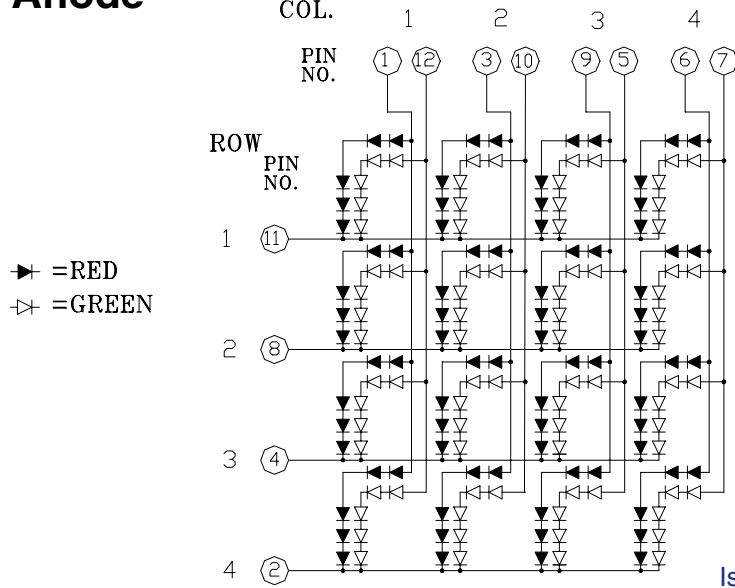 Anode
COL. 1 2 3 4
PIN NO. 1 12 3 10 9 5 6 7
ROW PIN NO.
1 11
=RED
=GREEN
2 8
3 4
4 2
Is